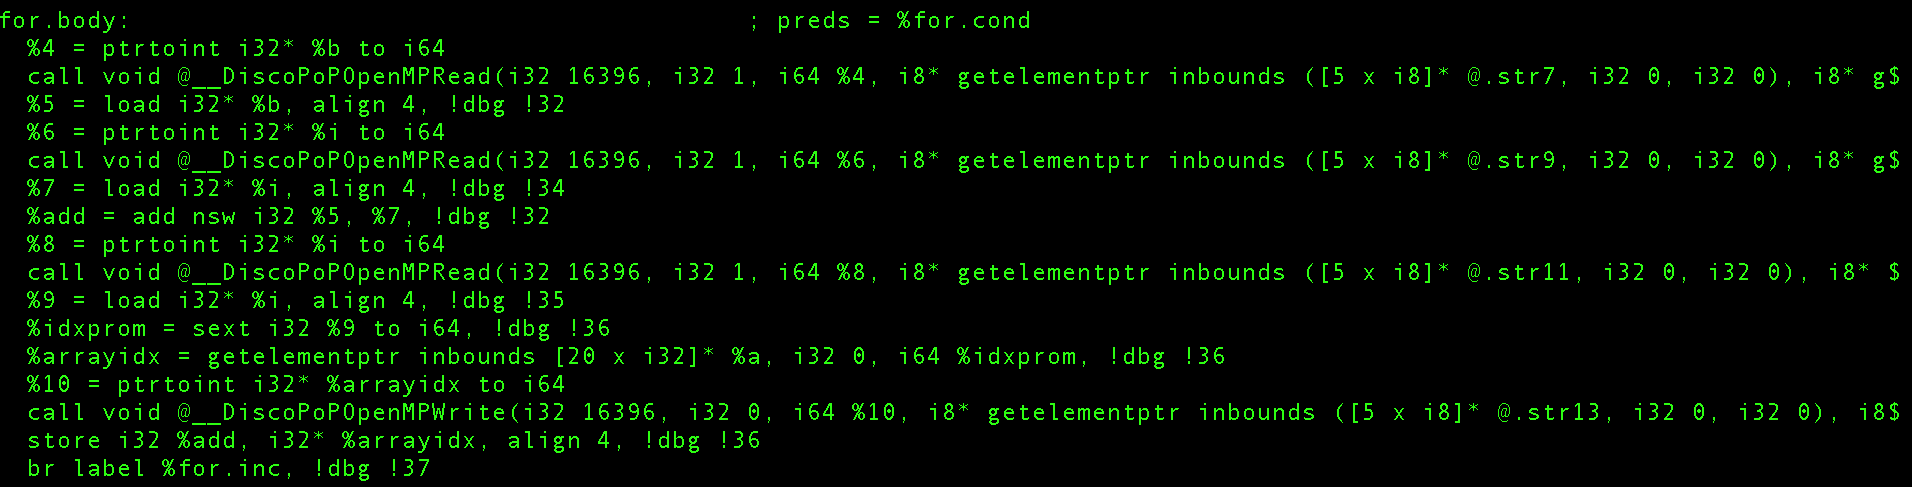 for.body:                                         ; preds = %for.cond
  %4 = ptrtoint i32* %b to i64
  call void @__DiscoPoPOpenMPRead(i32 16396, i32 1, i64 %4, i8* getelementptr inbounds ([5 x i8]* @.str7, i32 0, i32 0), i8* g$
  %5 = load i32* %b, align 4, !dbg !32
  %6 = ptrtoint i32* %i to i64
  call void @__DiscoPoPOpenMPRead(i32 16396, i32 1, i64 %6, i8* getelementptr inbounds ([5 x i8]* @.str9, i32 0, i32 0), i8* g$
  %7 = load i32* %i, align 4, !dbg !34
  %add = add nsw i32 %5, %7, !dbg !32
  %8 = ptrtoint i32* %i to i64
  call void @__DiscoPoPOpenMPRead(i32 16396, i32 1, i64 %8, i8* getelementptr inbounds ([5 x i8]* @.str11, i32 0, i32 0), i8* $
  %9 = load i32* %i, align 4, !dbg !35
  %idxprom = sext i32 %9 to i64, !dbg !36
  %arrayidx = getelementptr inbounds [20 x i32]* %a, i32 0, i64 %idxprom, !dbg !36
  %10 = ptrtoint i32* %arrayidx to i64
  call void @__DiscoPoPOpenMPWrite(i32 16396, i32 0, i64 %10, i8* getelementptr inbounds ([5 x i8]* @.str13, i32 0, i32 0), i8$
  store i32 %add, i32* %arrayidx, align 4, !dbg !36
  br label %for.inc, !dbg !37